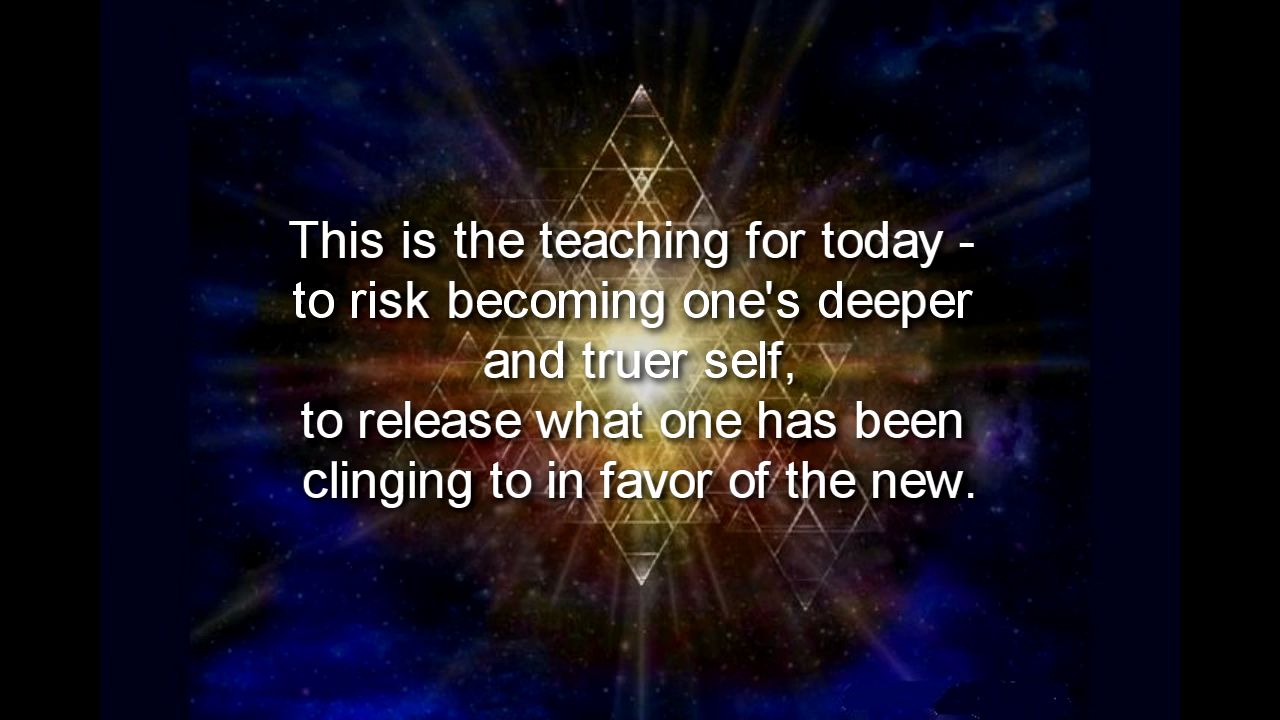 This is the teaching for today -
to risk becoming one's deeper
and truer self,
to release what one has been
clinging to in favor of the new.